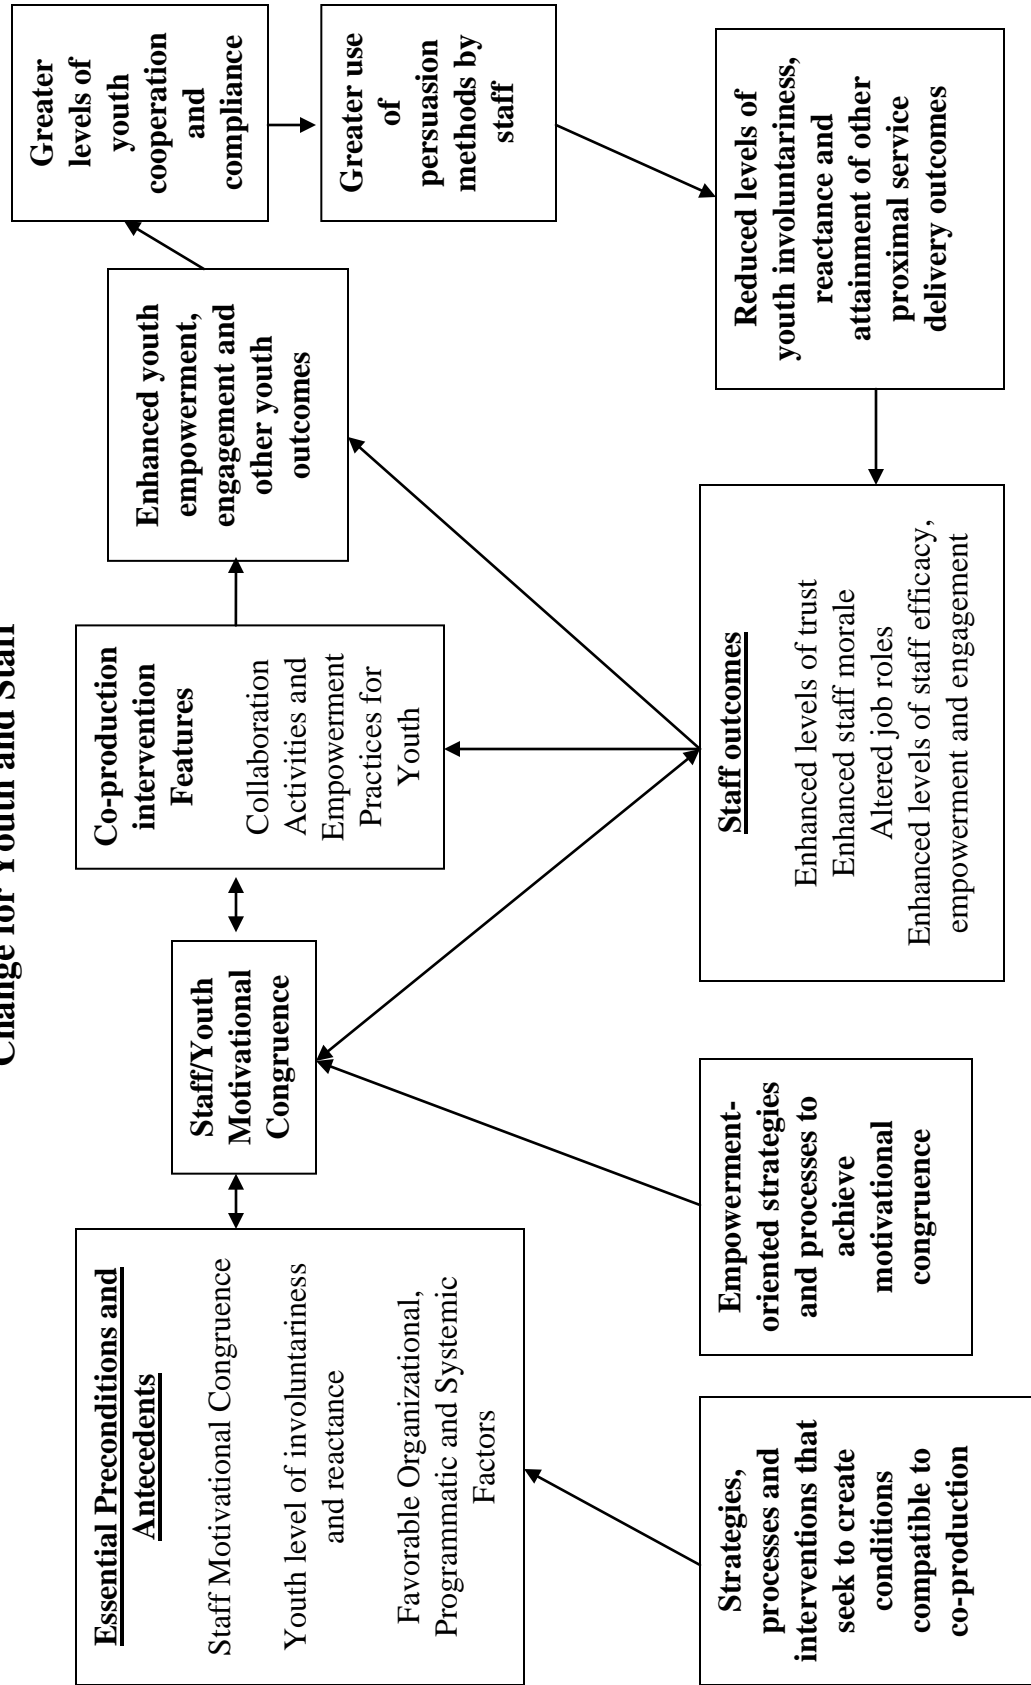 Change for Youth and Staff
Essential Preconditions and
Antecedents
Staff Motivational Congruence
Youth level of involuntariness
and reactance
Favorable Organizational,
Programmatic and Systemic
Factors
Staff/Youth
Motivational
Congruence
Co-production
intervention
Features
Collaboration
Activities and
Empowerment
Practices for
Youth
Enhanced youth
empowerment,
engagement and
other youth
outcomes
Greater
levels of
youth
cooperation
and
compliance
Greater use
of
persuasion
methods by
staff
Strategies,
processes and
interventions that
seek to create
conditions
compatible to
co-production
Empowerment-
oriented strategies
and processes to
achieve
motivational
congruence
Staff outcomes
Enhanced levels of trust
Enhanced staff morale
Altered job roles
Enhanced levels of staff efficacy,
empowerment and engagement
Reduced levels of
youth involuntariness,
reactance and
attainment of other
proximal service
delivery outcomes